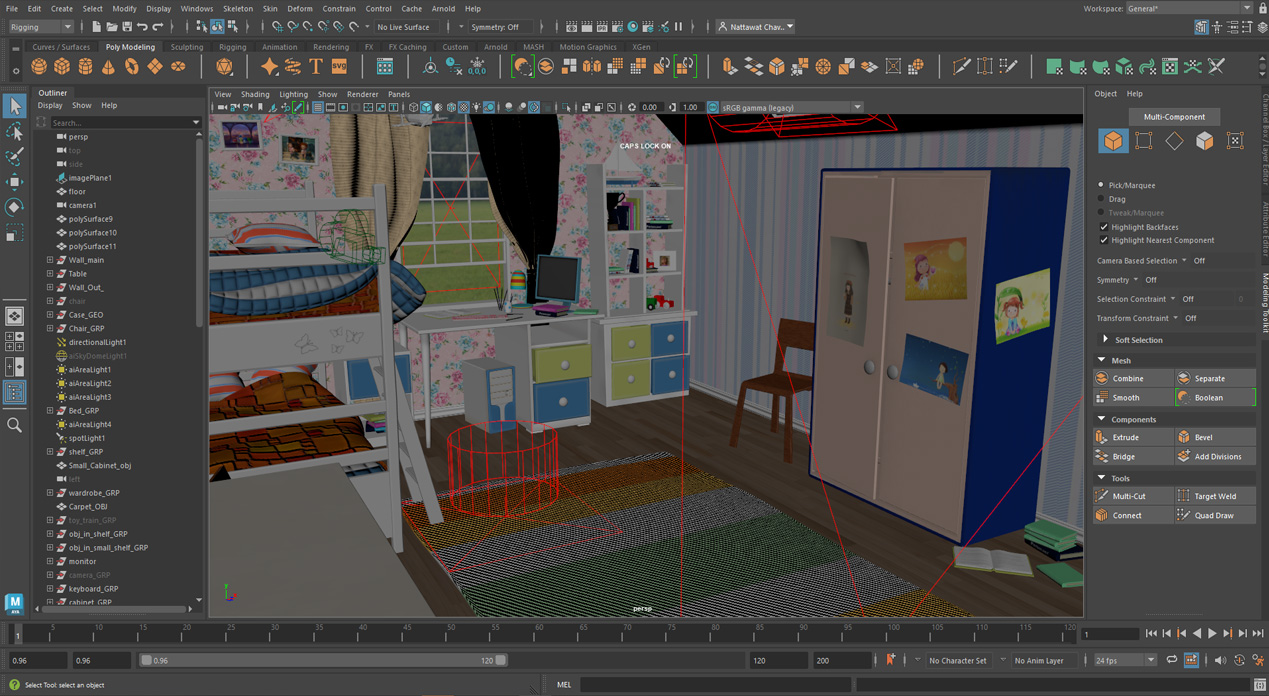 File Edit Create Select Modify Display Windows Skeleton Skin Deform Constrain Control Cache Arnold Help
Workspace: General*
Rigging
No Live Surface
Symmetry: Off
Nattawat Chav...
Curves / Surfaces Poly Modeling Sculpting Rigging Animation Rendering FX FX Caching Custom Arnold MASH Motion Graphics XGen
T SVG
0,0,0
Outliner
Display Show Help
Search...
persp
top
side
imagePlane1
floor
camera1
polySurface9
polySurface10
polySurface11
Wall_main
Table
Wall_Out_
chair
Case_GEO
Chair_GRP
directionalLight1
aiSkyDomeLight1
aiAreaLight1
aiAreaLight2
aiAreaLight3
Bed_GRP
aiAreaLight4
spotLight1
shelf_GRP
Small_Cabinet_obj
left
wardrobe_GRP
Carpet_OBJ
toy_train_GRP
obj_in_shelf_GRP
obj_in_small_shelf_GRP
monitor
camera_GRP
keyboard_GRP
cabinet_GRP
View Shading Lighting Show Renderer Panels
0.00 1.00 sRGB gamma (legacy)
CAPS LOCK ON
persp
Object Help
Multi-Component
Pick/Marquee
Drag
Tweak/Marquee
Highlight Backfaces
Highlight Nearest Component
Camera Based Selection Off
Symmetry Off
Selection Constraint Off 0
Transform Constraint Off
Soft Selection
Mesh
Combine Separate
Smooth Boolean
Components
Extrude Bevel
Bridge Add Divisions
Tools
Multi-Cut Target Weld
Connect Quad Draw
Channel Box / Layer Editor
Attribute Editor
Modeling Toolkit
M
1 5 10 15 20 25 30 35 40 45 50 55 60 65 70 75 80 85 90 95 100 105 110 115 120
1
0.96 0.96 0.96 120 120 200 No Character Set No Anim Layer 24 fps
Select Tool: select an object
MEL